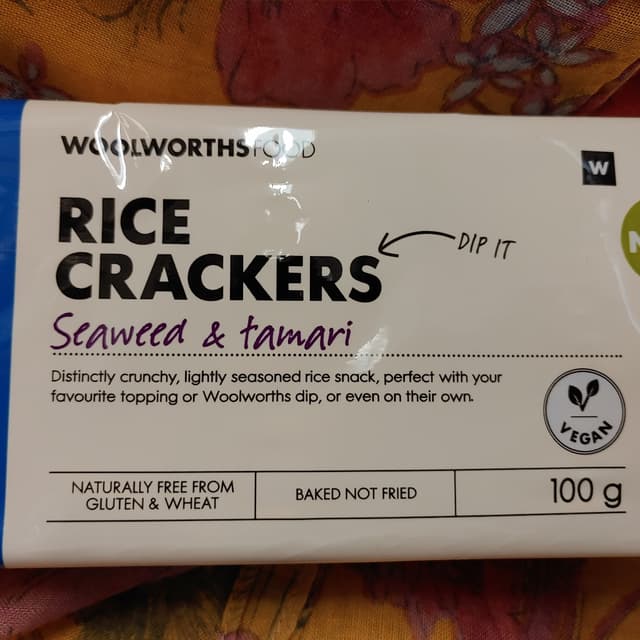 WOOLWORTHSFOOD
W
RICE
CRACKERS
DIP IT
Seaweed & tamari
Distinctly crunchy, lightly seasoned rice snack, perfect with your
favourite topping or Woolworths dip, or even on their own.
VEGAN
NATURALLY FREE FROM
GLUTEN & WHEAT
BAKED NOT FRIED
100 g